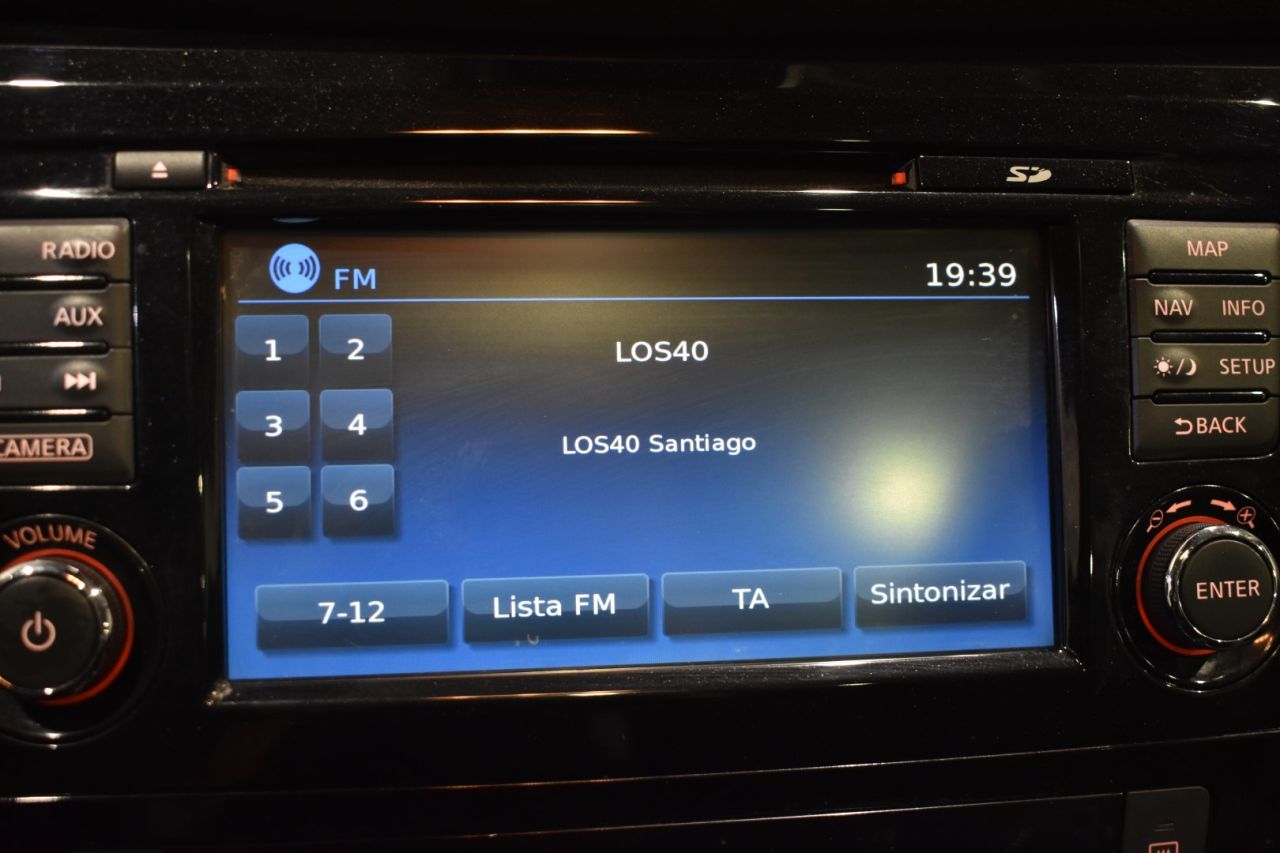 SD
RADIO
AUX
CAMERA
VOLUME
FM
19:39
1
2
LOS40
3
4
LOS40 Santiago
5
6
7-12
Lista FM
TA
Sintonizar
MAP
NAV INFO
SETUP
BACK
ENTER